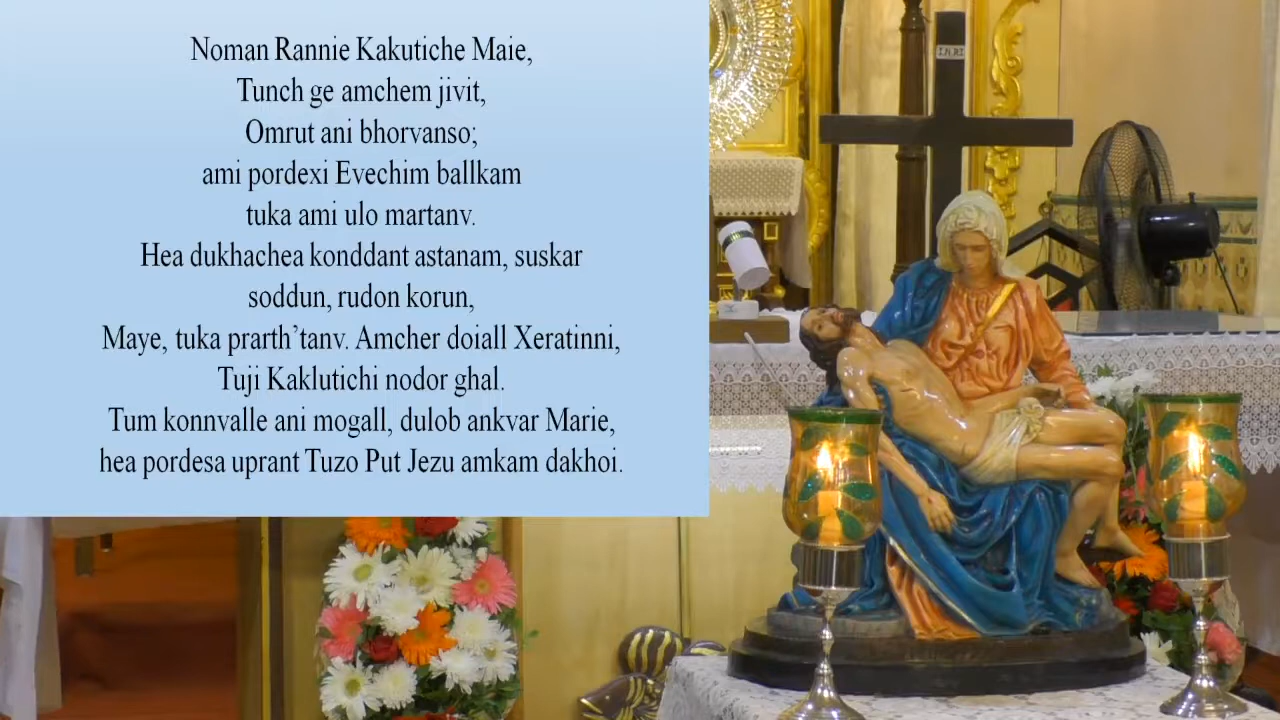 Noman Rannie Kakutiche Maie,
Tunch ge amchem jivit,
Omrut ani bhorvanso;
ami pordexi Evechim ballkam
tuka ami ulo martanv.
Hea dukhachea konddant astanam, suskar
soddun, rudon korun,
Maye, tuka prarth’tanv. Amcher doiall Xeratinni,
Tuji Kaklutichi nodor ghal.
Tum konnvalle ani mogall, dulob ankvar Marie,
hea pordesa uprant Tuzo Put Jezu amkam dakhoi.
I.N.R.I